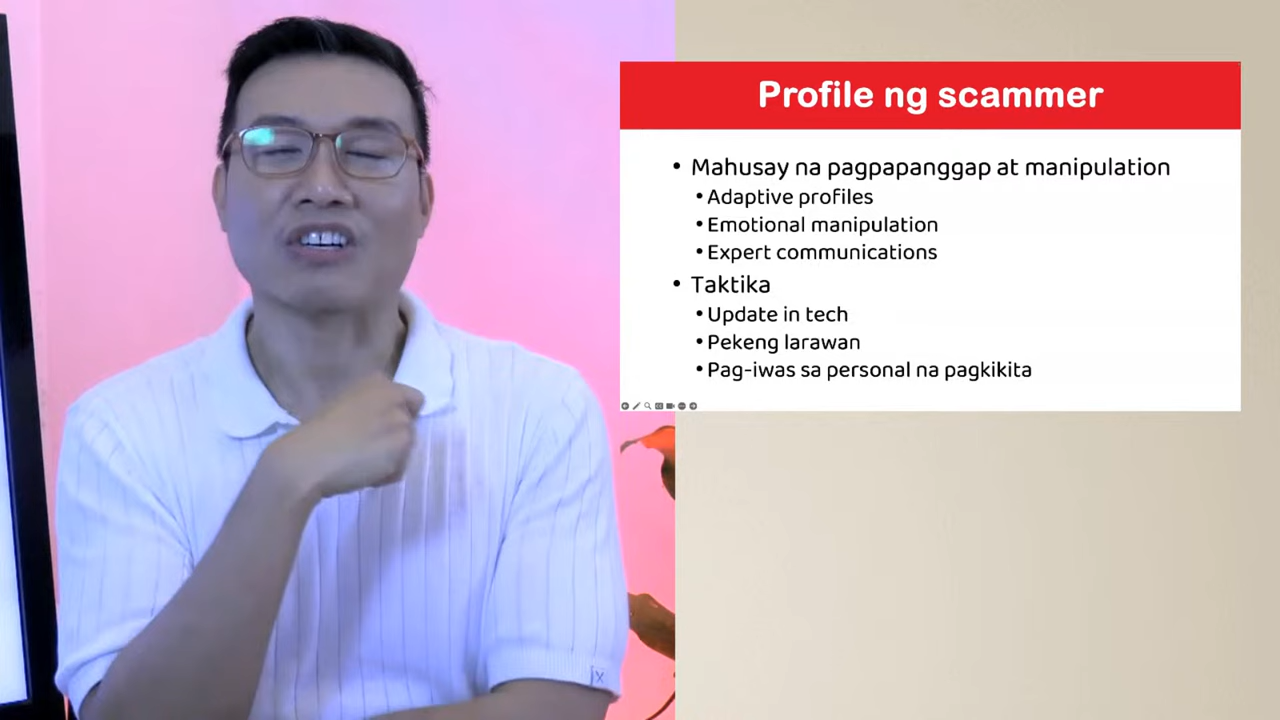 Profile ng scammer
• Mahusay na pagpapanggap at manipulation
• Adaptive profiles
• Emotional manipulation
• Expert communications
• Taktika
• Update in tech
• Pekeng larawan
• Pag-iwas sa personal na pagkikita